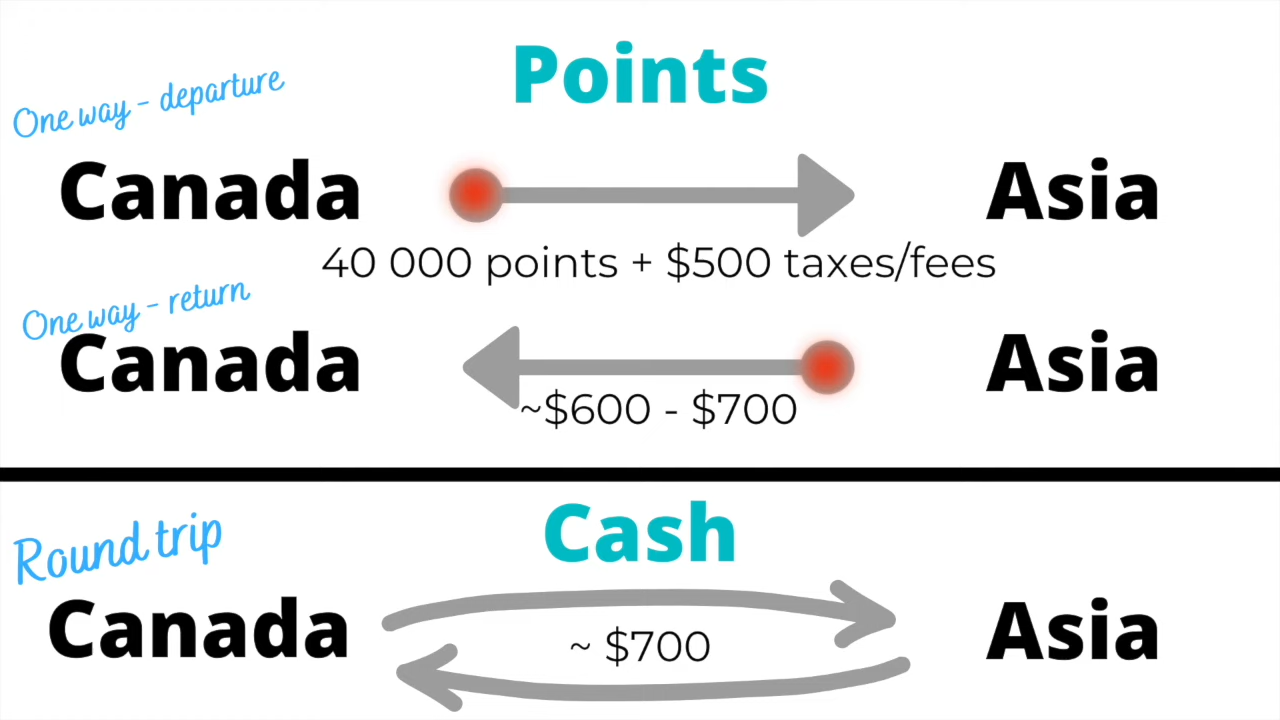 Points
One way - departure
Canada
Asia
40 000 points + $500 taxes/fees
One way - return
Canada
Asia
~$600 - $700
Cash
Round trip
Canada
~ $700
Asia